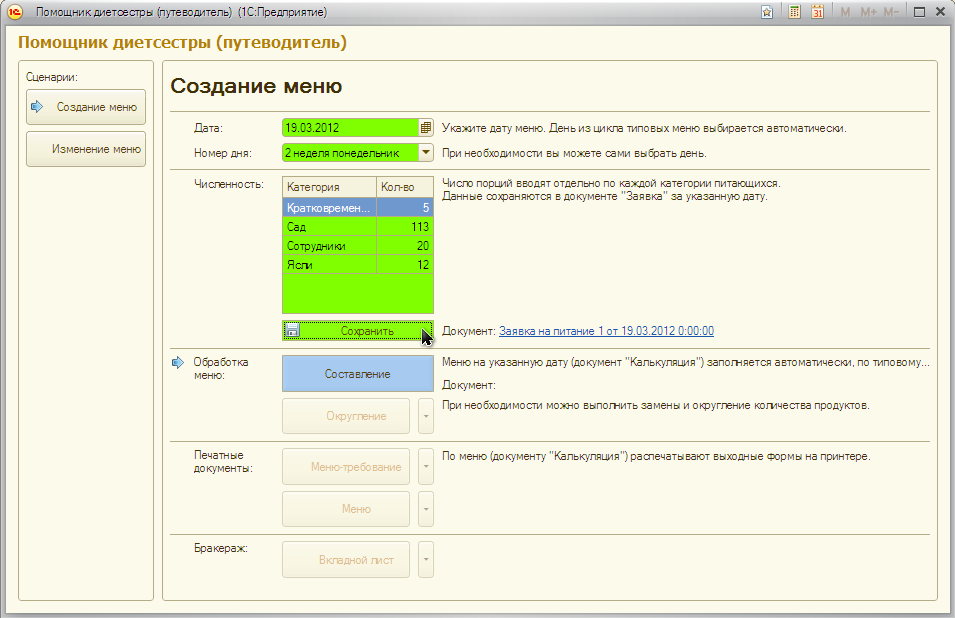 Помощник диетсестры (путеводитель) (1С:Предприятие)
M M+ M-
31
Помощник диетсестры (путеводитель)
Сценарии:
Создание меню
Изменение меню
Создание меню
Дата:
19.03.2012
Укажите дату меню. День из цикла типовых меню выбирается автоматически.
Номер дня:
2 неделя понедельник
При необходимости вы можете сами выбрать день.
Численность:
Категория Кол-во
Кратковремен... 5
Сад 113
Сотрудники 20
Ясли 12
Число порций вводят отдельно по каждой категории питающихся.
Данные сохраняются в документе "Заявка" за указанную дату.
Сохранить
Документ: Заявка на питание 1 от 19.03.2012 0:00:00
Обработка
меню:
Составление
Меню на указанную дату (документ "Калькуляция") заполняется автоматически, по типовому...
Документ:
Округление
При необходимости можно выполнить замены и округление количества продуктов.
Печатные
документы:
Меню-требование
По меню (документу "Калькуляция") распечатывают выходные формы на принтере.
Меню
Бракераж:
Вкладной лист